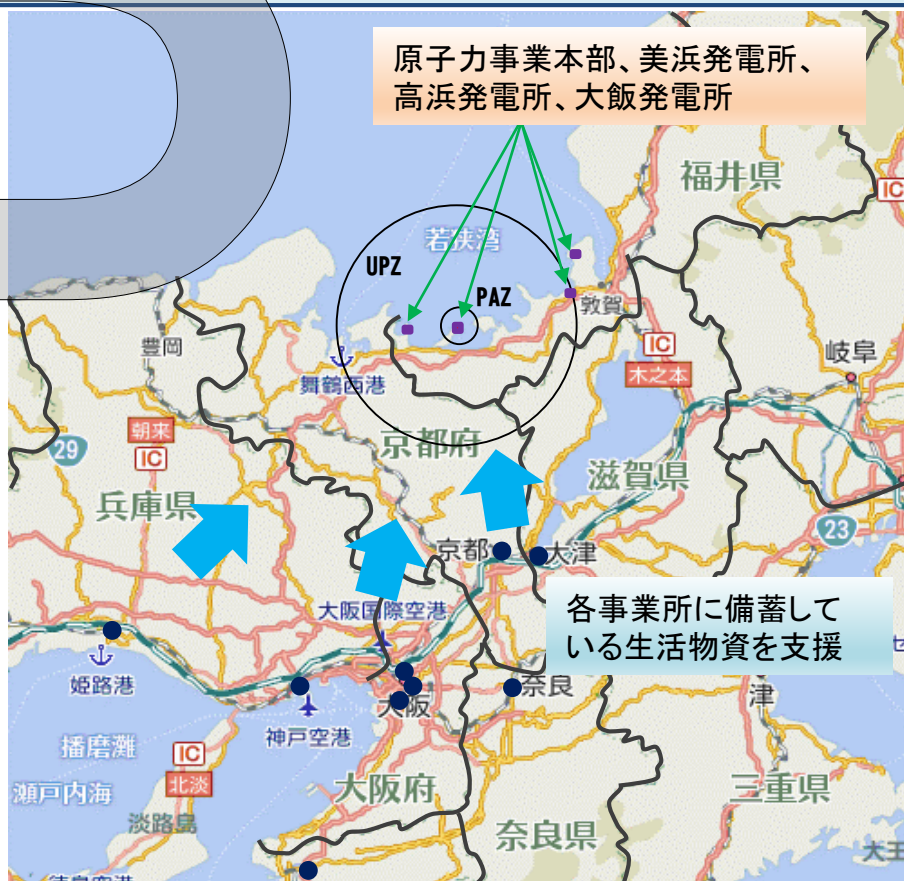 原子力事業本部、美浜発電所、
高浜発電所、大飯発電所
福井県
IC
若狭湾
UPZ
PAZ
敦賀
豊岡
IC
木之本
岐阜
舞鶴西港
朝来
IC
29
京都府
滋賀県
兵庫県
23
京都
大津
大阪国際空港
各事業所に備蓄して
いる生活物資を支援
姫路港
奈良
大阪
津
神戸空港
播磨灘
IC
北淡
瀬戸内海
大阪府
三重県
淡路島
奈良県